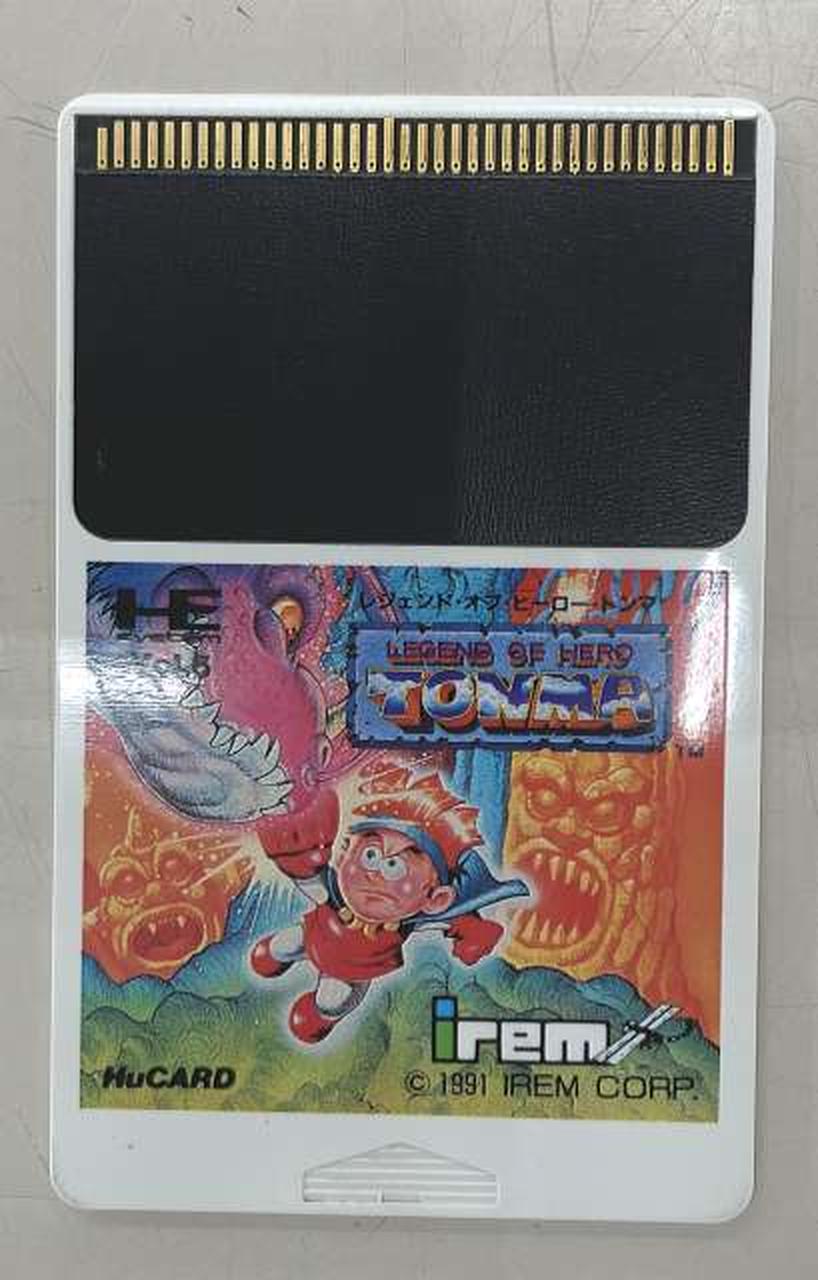 HE
レジェンド・オブ・ヒーロー・トンマ
LEGEND OF HERO
TONMA
TM
irem
HuCARD
© 1991 IREM CORP.